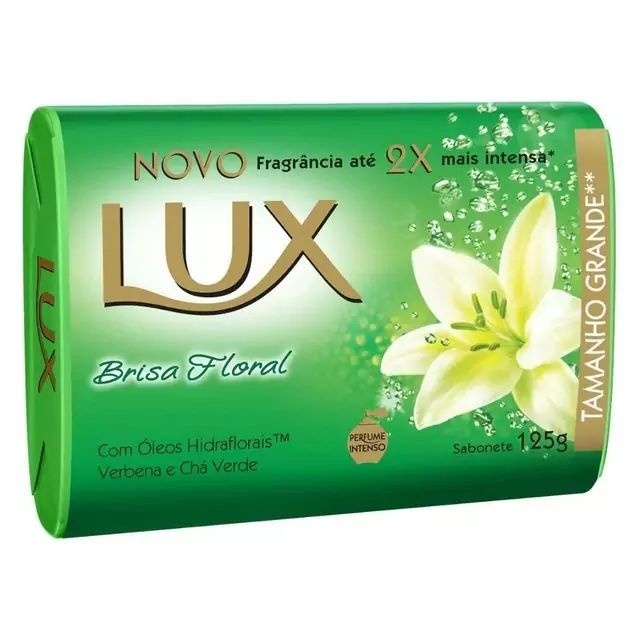 NOVO Fragrância até 2X mais intensa*
LUX
Brisa Floral
Com Óleos Hidraflorais™
Verbena e Chá Verde
PERFUME
INTENSO
Sabonete 125g
TAMANHO GRANDE**
LUX